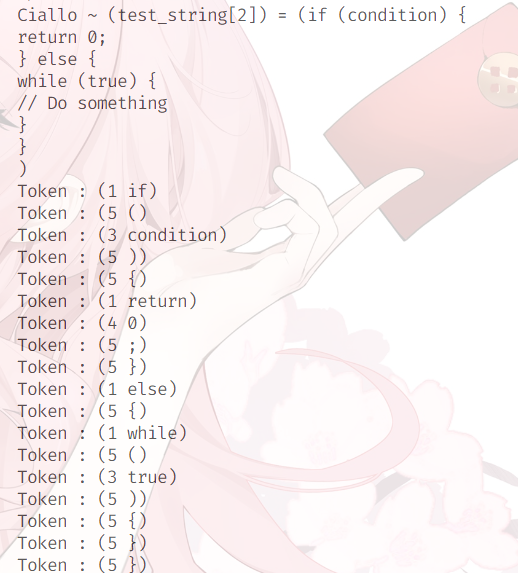 Ciallo ~ (test_string[2]) = (if (condition) {
return 0;
} else {
while (true) {
// Do something
}
}
)
Token : (1 if)
Token : (5 ()
Token : (3 condition)
Token : (5 ))
Token : (5 {)
Token : (1 return)
Token : (4 0)
Token : (5 ;)
Token : (5 })
Token : (1 else)
Token : (5 {)
Token : (1 while)
Token : (5 ()
Token : (3 true)
Token : (5 ))
Token : (5 {)
Token : (5 })
Token : (5 })